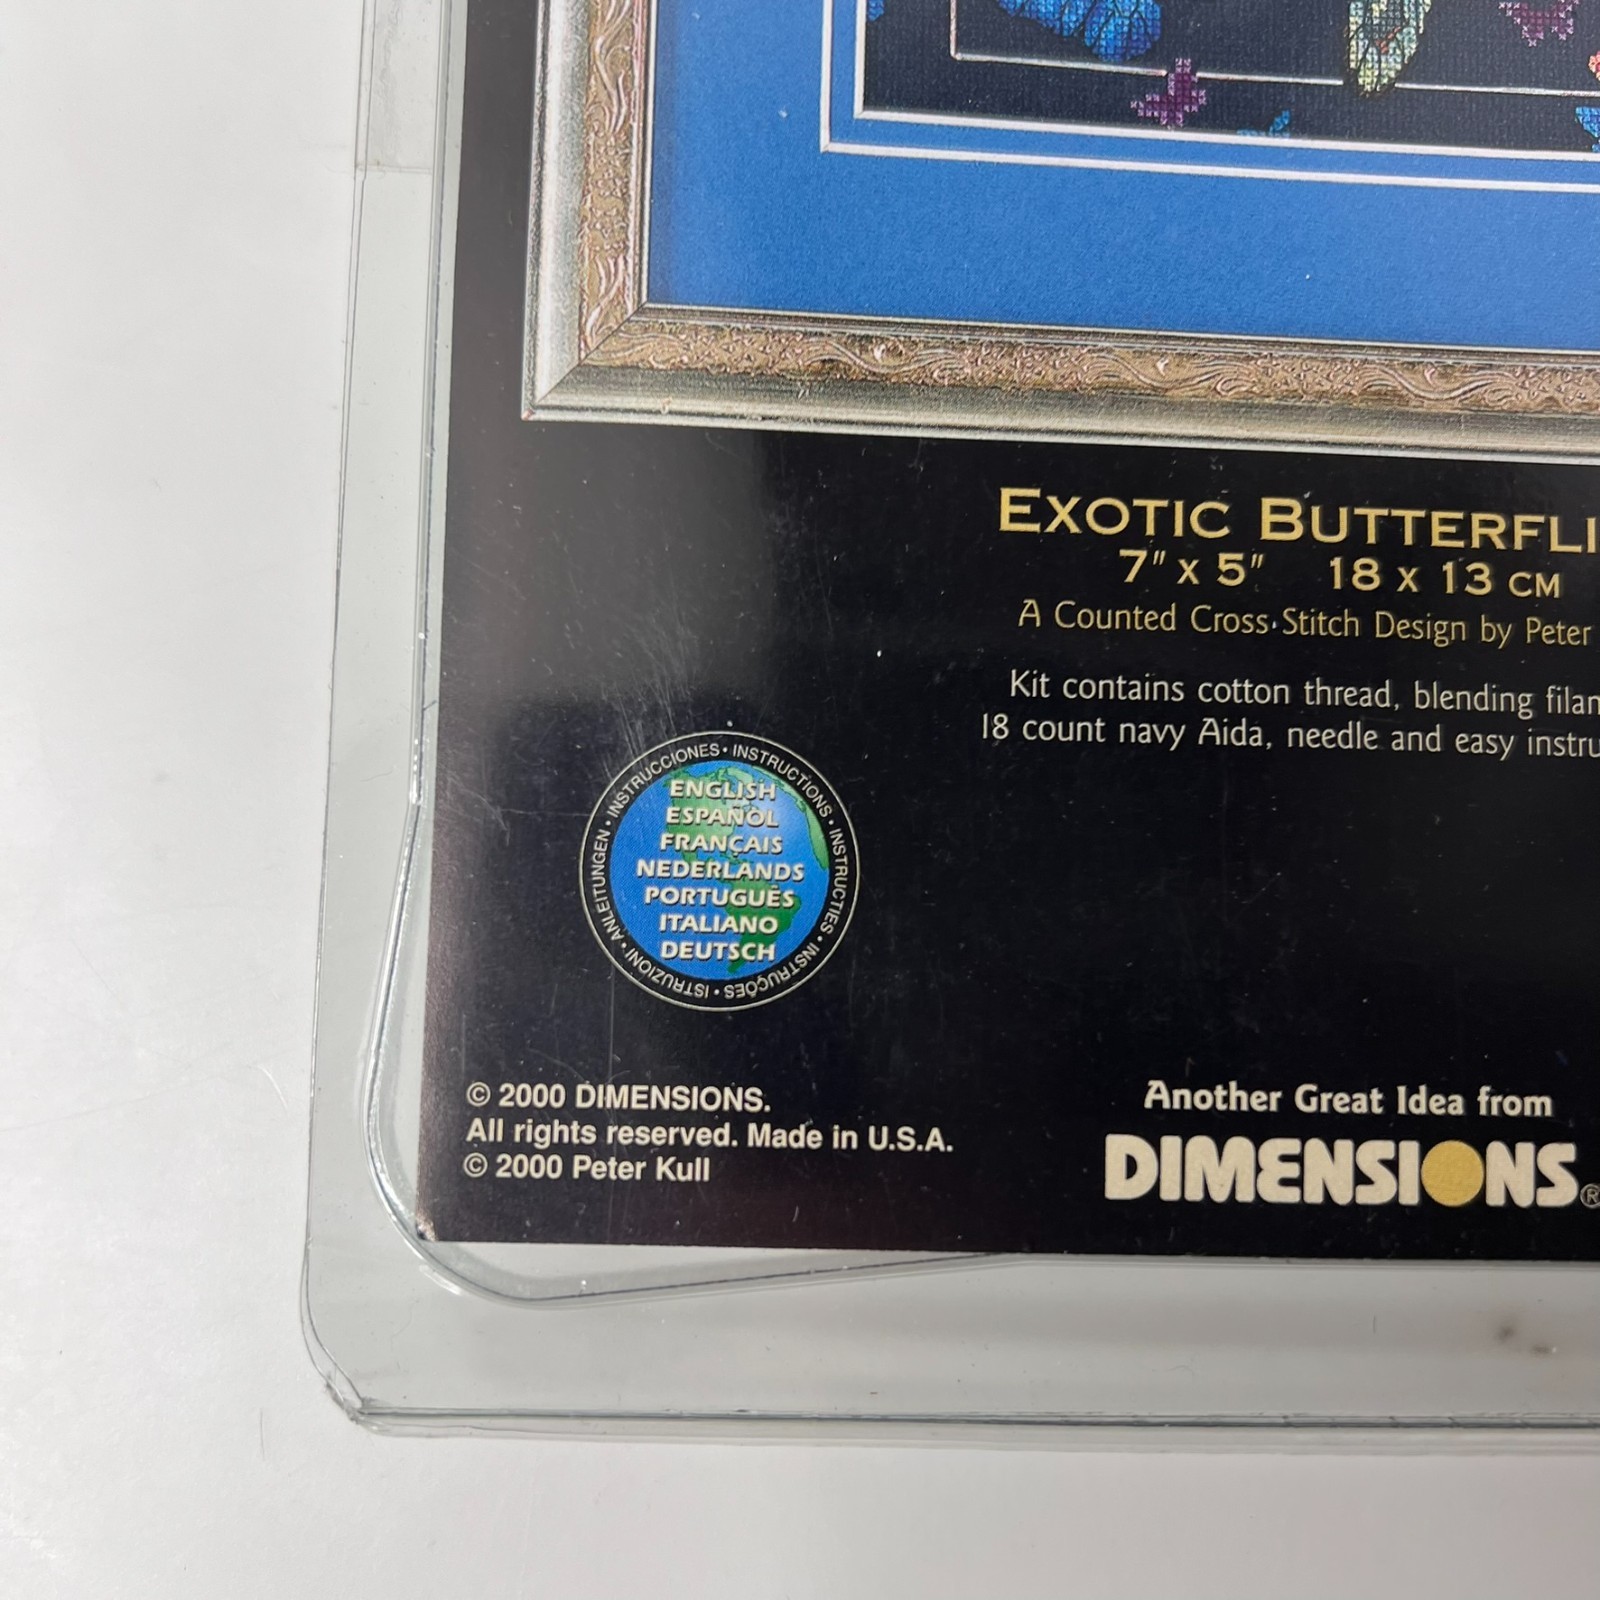 EXOTIC BUTTERFLI
7" X 5" 18 X 13 CM
A Counted Cross Stitch Design by Peter
Kit contains cotton thread, blending filam
18 count navy Aida, needle and easy instru
INSTRUCCIONES • INSTRUCTIONS • INSTRUCTIES • INSTRUÇÕES • ISTRUZIONI • ANLEITUNGEN •
ENGLISH
ESPAÑOL
FRANÇAIS
NEDERLANDS
PORTUGUÊS
ITALIANO
DEUTSCH
© 2000 DIMENSIONS.
All rights reserved. Made in U.S.A.
© 2000 Peter Kull
Another Great Idea from
DIMENSIONS®